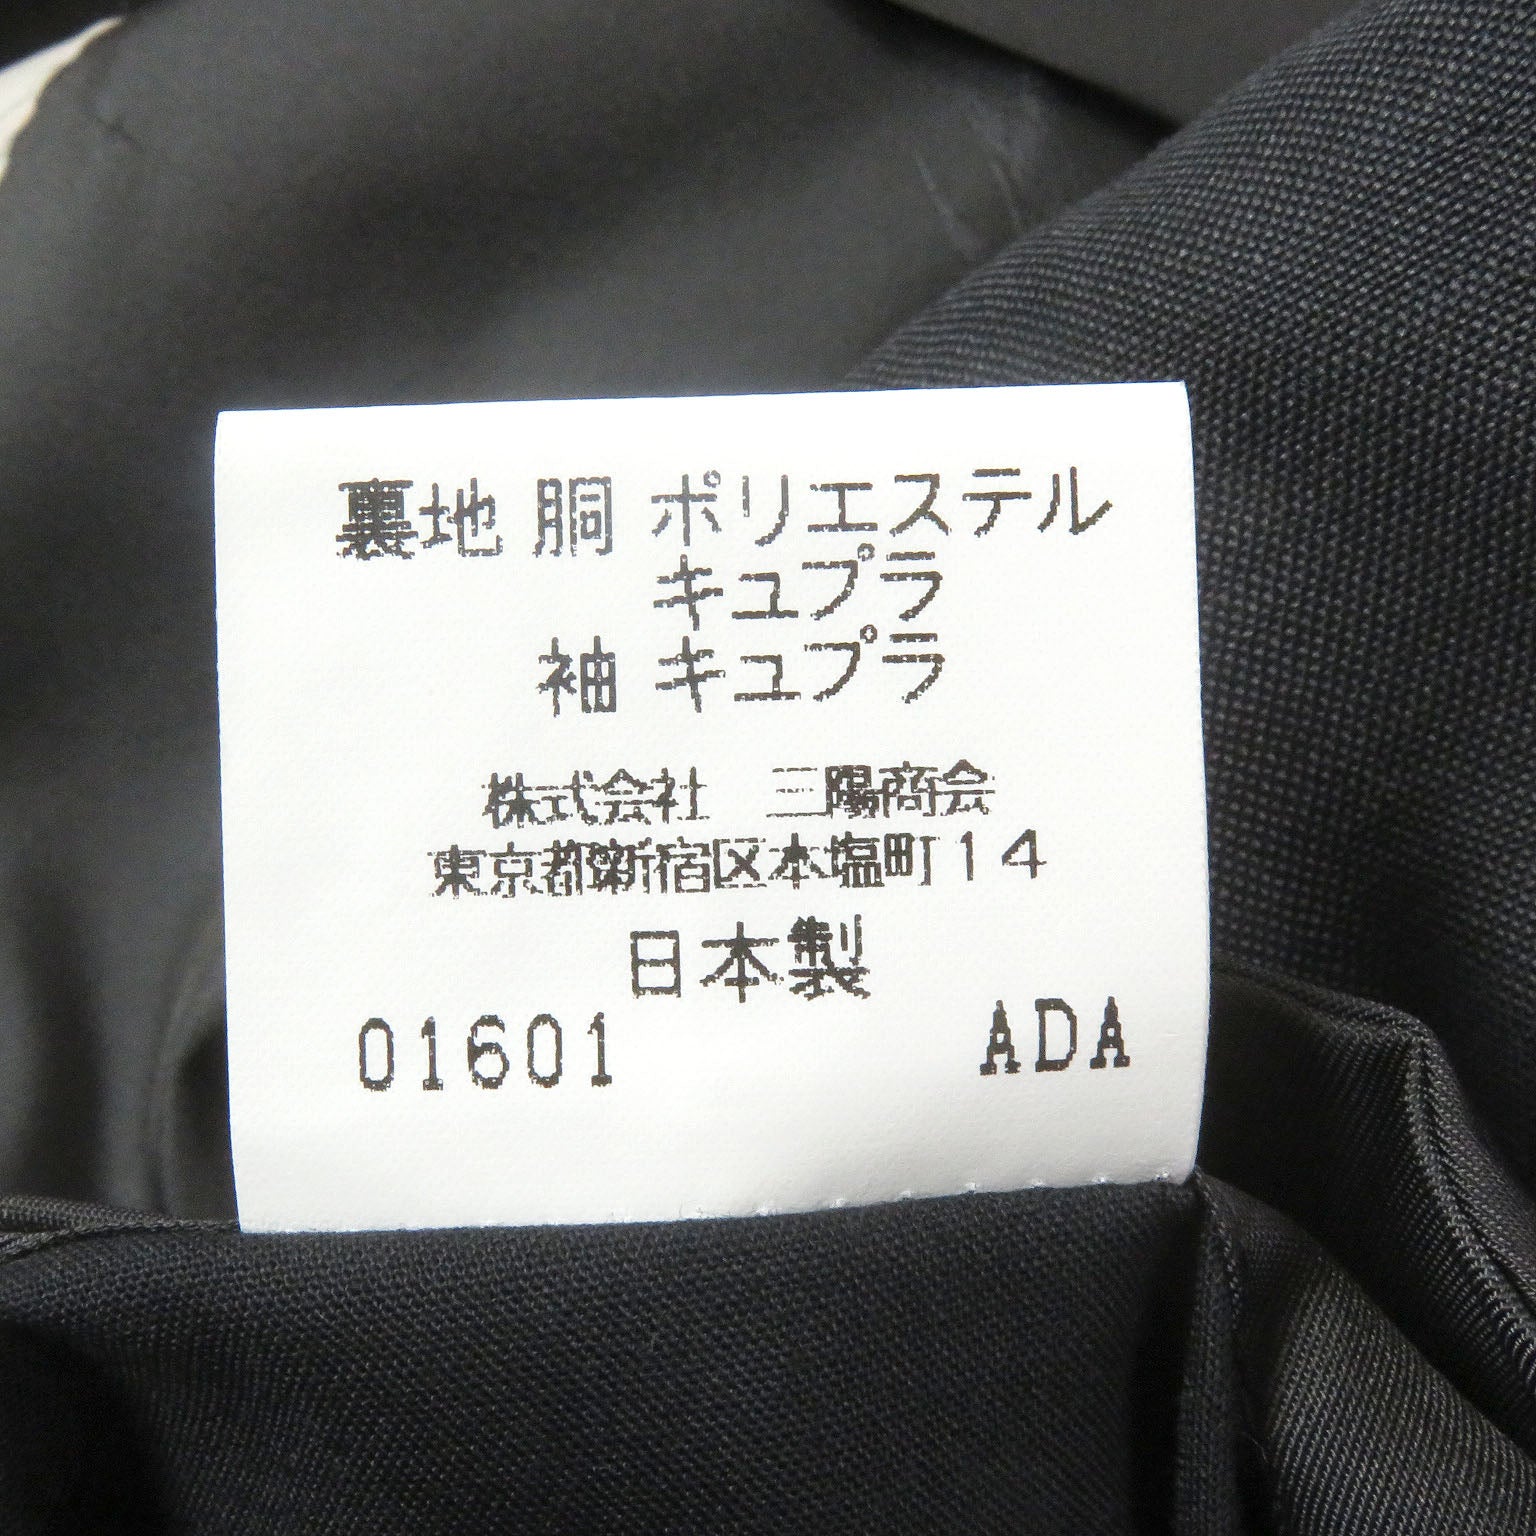 裏地 胴 ポリエステル
キュプラ
袖 キュプラ
株式会社 三陽商会
東京都新宿区本塩町14
日本製
01601 ADA